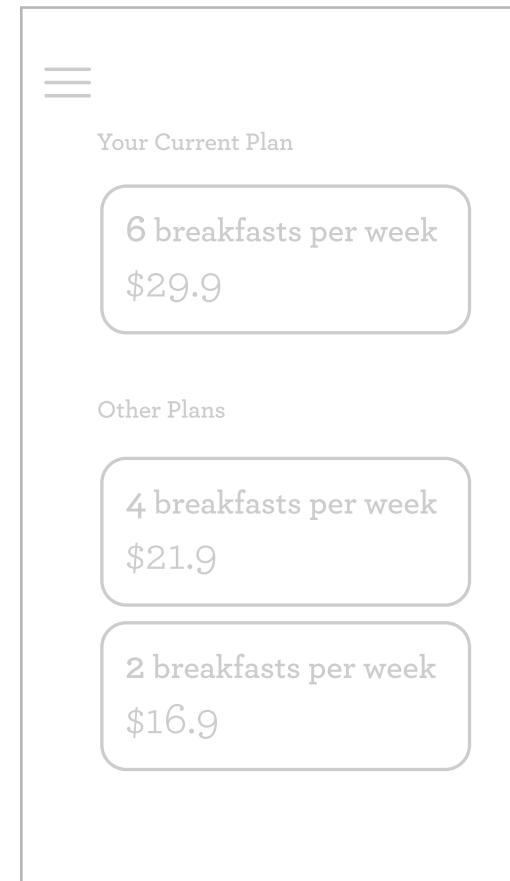 Your Current Plan
6 breakfasts per week
$29.9
Other Plans
4 breakfasts per week
$21.9
2 breakfasts per week
$16.9